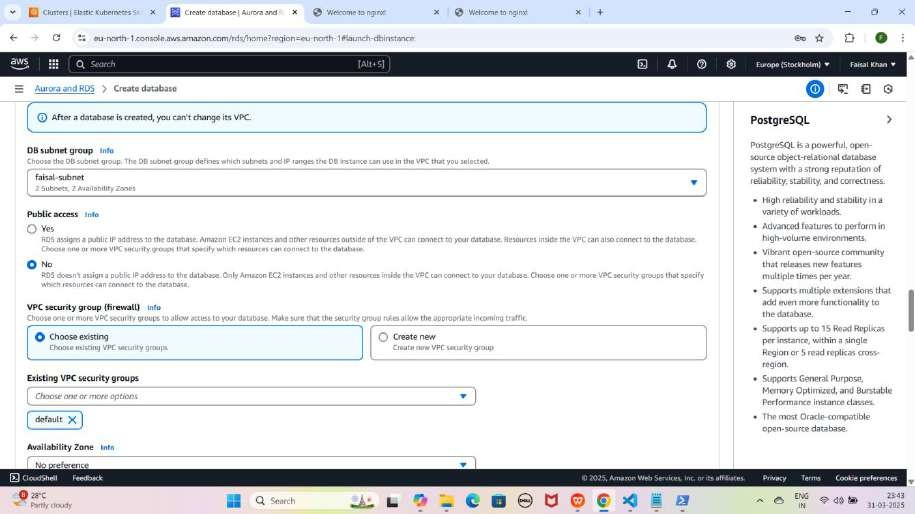 Clusters | Elastic Kubernetes S
Create database | Aurora and R
Welcome to nginx!
Welcome to nginx!
eu-north-1.console.aws.amazon.com/rds/home?region=eu-north-1#launch-dbinstance:
F
aws
Search
[Alt+S]
Europe (Stockholm)
Faisal Khan
Aurora and RDS > Create database
After a database is created, you can't change its VPC.
DB subnet group Info
Choose the DB subnet group. The DB subnet group defines which subnets and IP ranges the DB instance can use in the VPC that you selected.
faisal-subnet
2 Subnets, 2 Availability Zones
Public access Info
Yes
RDS assigns a public IP address to the database. Amazon EC2 instances and other resources outside of the VPC can connect to your database. Resources inside the VPC can also connect to the database.
Choose one or more VPC security groups that specify which resources can connect to the database.
No
RDS doesn't assign a public IP address to the database. Only Amazon EC2 instances and other resources inside the VPC can connect to your database. Choose one or more VPC security groups that specify
which resources can connect to the database.
VPC security group (firewall) Info
Choose one or more VPC security groups to allow access to your database. Make sure that the security group rules allow the appropriate incoming traffic.
Choose existing
Choose existing VPC security groups
Create new
Create new VPC security group
Existing VPC security groups
Choose one or more options
default
Availability Zone Info
No preference
PostgreSQL
PostgreSQL is a powerful, open-
source object-relational database
system with a strong reputation of
reliability, stability, and correctness.
• High reliability and stability in a
variety of workloads.
• Advanced features to perform in
high-volume environments.
• Vibrant open-source community
that releases new features
multiple times per year.
• Supports multiple extensions that
add even more functionality to
the database.
• Supports up to 15 Read Replicas
per instance, within a single
Region or 5 read replicas cross-
region.
• Supports General Purpose,
Memory Optimized, and Burstable
Performance instance classes.
• The most Oracle-compatible
open-source database.
CloudShell
Feedback
© 2025, Amazon Web Services, Inc. or its affiliates.
Privacy
Terms
Cookie preferences
28°C
Partly cloudy
Search
DELL
ENG
IN
23:43
31-03-2025